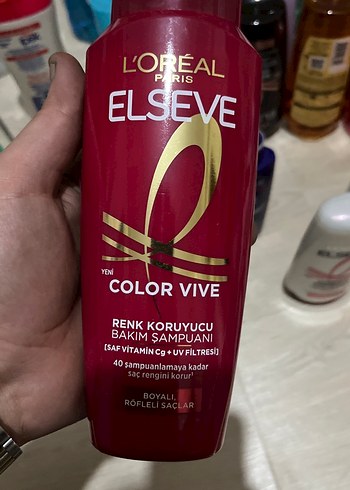 L'ORÉAL
PARIS
ELSEVE
YENİ
COLOR VIVE
RENK KORUYUCU
BAKIM ŞAMPUANI
[SAF VİTAMİN Cg + UV FİLTRESİ]
40 şampuanlamaya kadar
saç rengini korur¹
BOYALI,
RÖFLELİ SAÇLAR